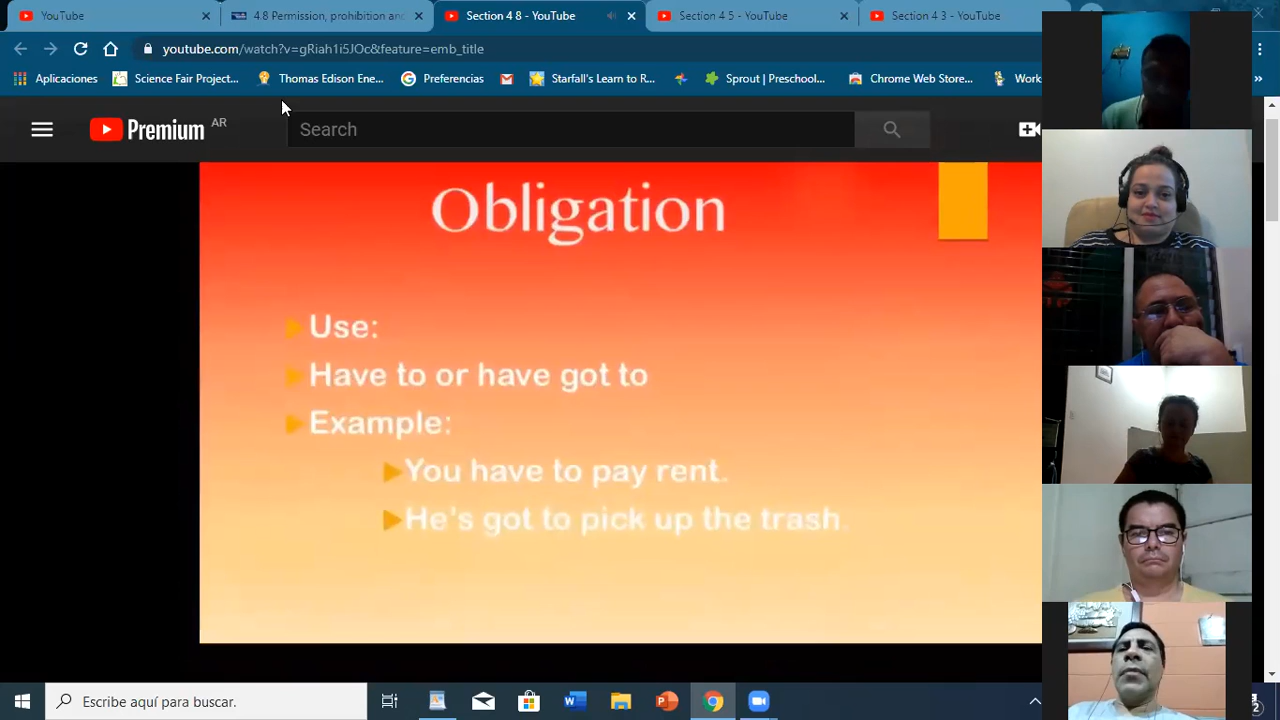 YouTube
4.8 Permission, prohibition and
Section 4 8 - YouTube
Section 4 5 - YouTube
Section 4 3 - YouTube
youtube.com/watch?v=gRiah1i5JOc&feature=emb_title
Aplicaciones
Science Fair Project...
Thomas Edison Ene...
Preferencias
Starfall's Learn to R...
Sprout | Preschool...
Chrome Web Store...
Work
»
Premium AR
Search
Obligation
Use:
Have to or have got to
Example:
You have to pay rent.
He's got to pick up the trash.
Escribe aquí para buscar.